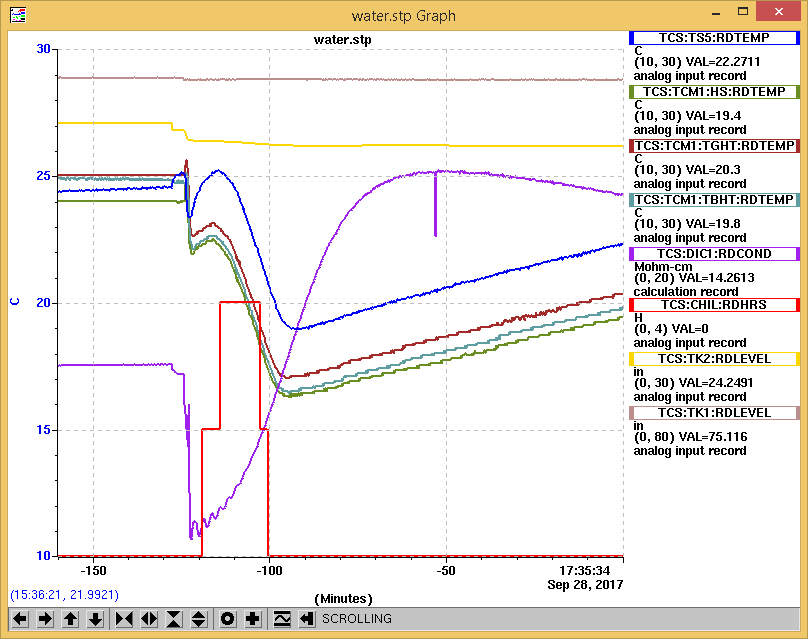 water.stp Graph
water.stp
30
25
20
15
10
C
-150
-100
-50
17:35:34
Sep 28, 2017
(Minutes)
(15:36:21, 21.9921)
SCROLLING
TCS:TS5:RDTEMP
C
(10, 30) VAL=22.2711
analog input record
TCS:TCM1:HS:RDTEMP
C
(10, 30) VAL=19.4
analog input record
TCS:TCM1:TGHT:RDTEMP
C
(10, 30) VAL=20.3
analog input record
TCS:TCM1:TBHT:RDTEMP
C
(10, 30) VAL=19.8
analog input record
TCS:DIC1:RDCOND
Mohm-cm
(0, 20) VAL=14.2613
calculation record
TCS:CHIL:RDHRS
H
(0, 4) VAL=0
analog input record
TCS:TK2:RDLEVEL
in
(0, 30) VAL=24.2491
analog input record
TCS:TK1:RDLEVEL
in
(0, 80) VAL=75.116
analog input record